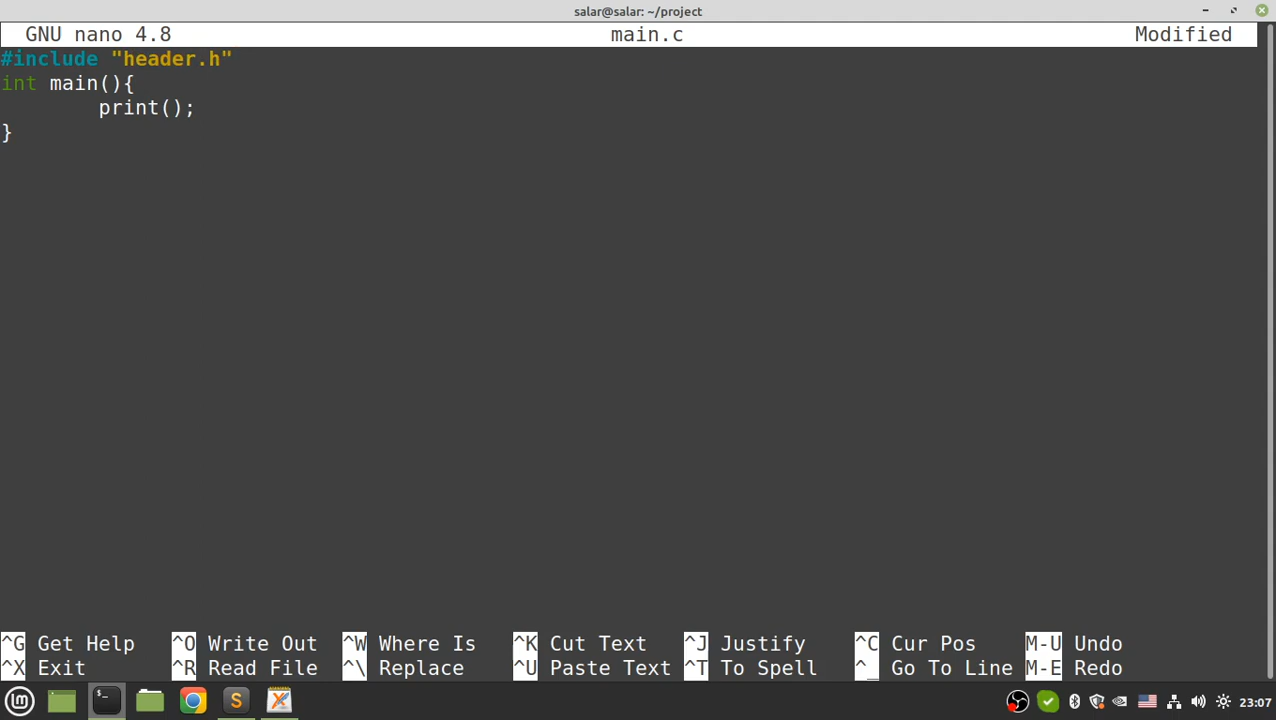 salar@salar: ~/project
GNU nano 4.8 main.c Modified
#include "header.h"
int main(){
        print();
}
^G Get Help ^O Write Out ^W Where Is ^K Cut Text ^J Justify ^C Cur Pos M-U Undo
^X Exit ^R Read File ^\ Replace ^U Paste Text ^T To Spell ^_ Go To Line M-E Redo
23:07